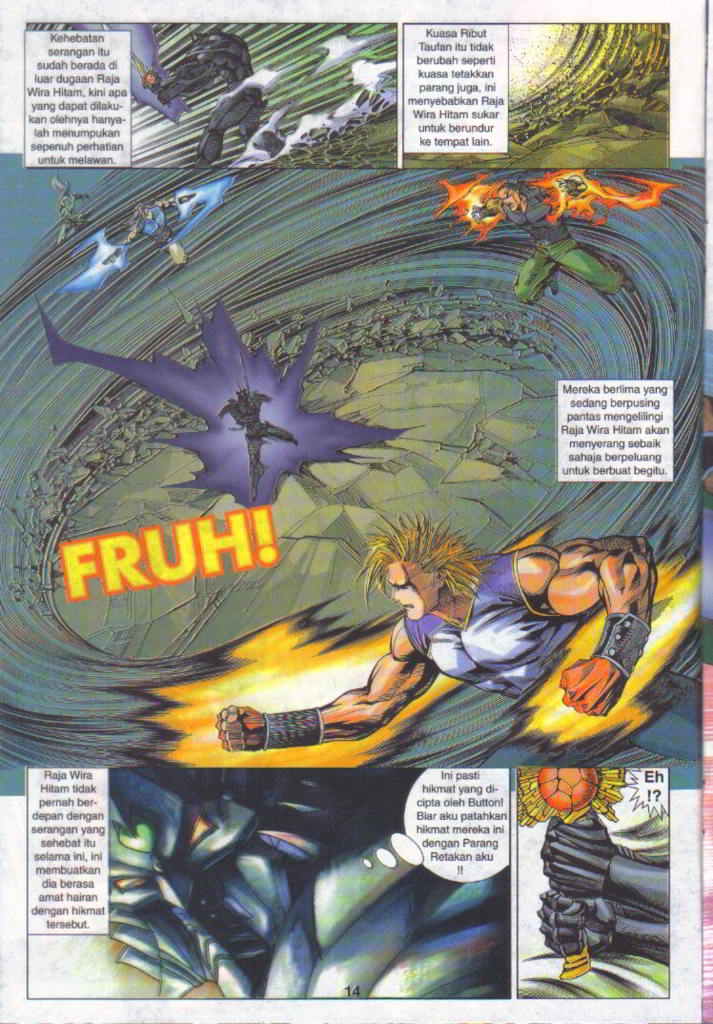 Kehebatan
serangan itu
sudah berada di
luar dugaan Raja
Wira Hitam, kini apa
yang dapat dilaku-
kan olehnya hanya-
lah menumpukan
sepenuh perhatian
untuk melawan.
Kuasa Ribut
Taufan itu tidak
berubah seperti
kuasa tetakkan
parang juga, ini
menyebabkan Raja
Wira Hitam sukar
untuk berundur
ke tempat lain.
Mereka berlima yang
sedang berpusing
pantas mengelilingi
Raja Wira Hitam akan
menyerang sebaik
sahaja berpeluang
untuk berbuat begitu.
FRUH!
Raja Wira
Hitam tidak
pernah ber-
depan dengan
serangan yang
sehebat itu
selama ini, ini
membuatkan
dia berasa
amat hairan
dengan hikmat
tersebut.
Ini pasti
hikmat yang di-
cipta oleh Button!
Biar aku patahkan
hikmat mereka ini
dengan Parang
Retakan aku
!!
Eh
!?
14